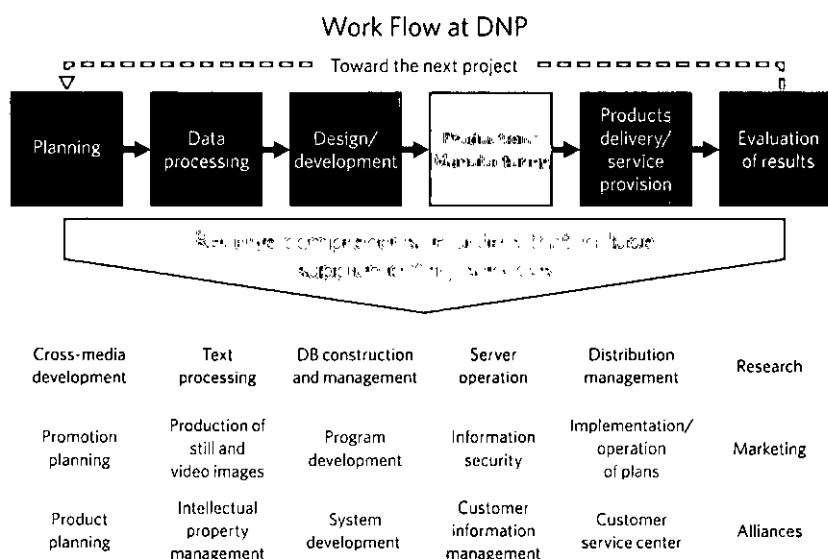 Work Flow at DNP
Toward the next project
Planning
Data
processing
Design/
development
Products
delivery/
service
provision
Evaluation
of results
Cross-media
development
Text
processing
DB construction
and management
Server
operation
Distribution
management
Research
Promotion
planning
Production of
still and
video images
Program
development
Information
security
Implementation/
operation
of plans
Marketing
Product
planning
Intellectual
property
management
System
development
Customer
information
management
Customer
service center
Alliances